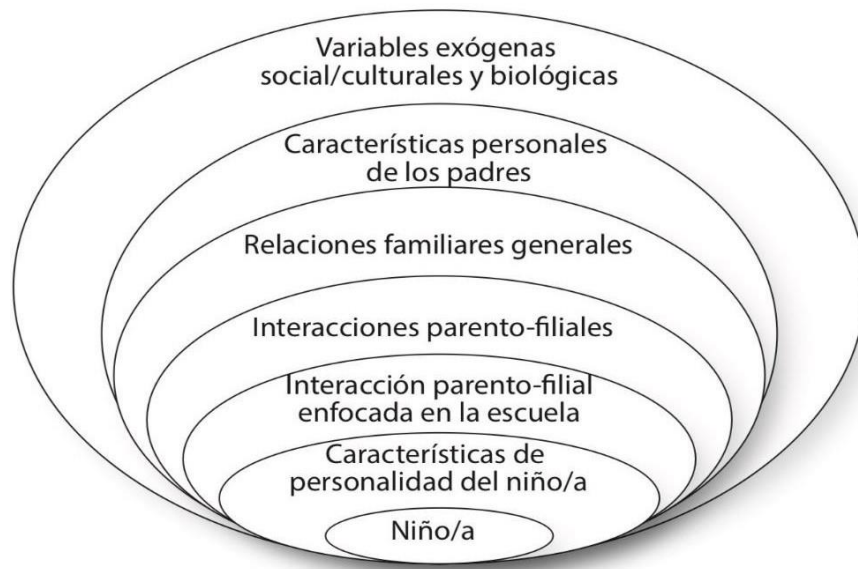 Variables exógenas
social/culturales y biológicas
Característícas personales
de los padres
Relaciones familiares generales
Interacciones parento-filiales
Interacción parento-filial
enfocada en la escuela
Características de
personalidad del niño/a
Niño/a